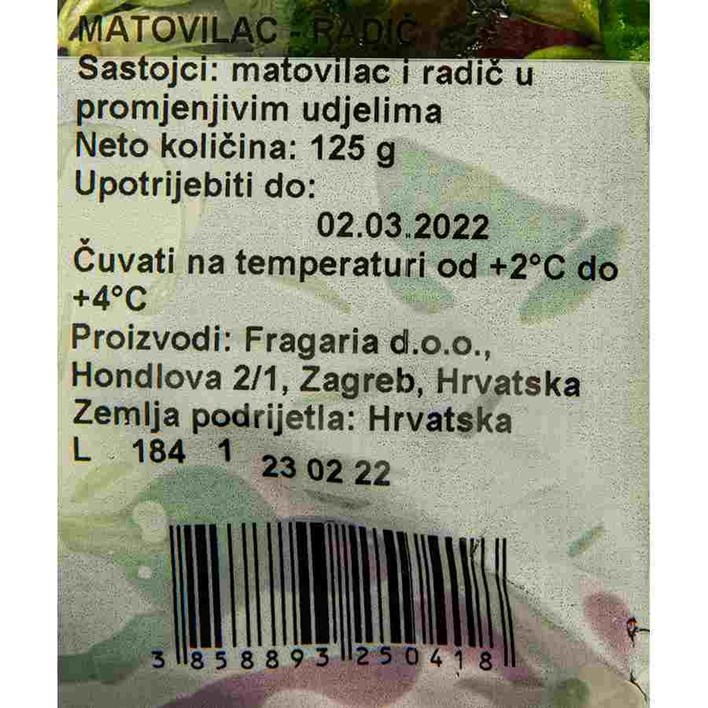 MATOVILAC - RADIČ
Sastojci: matovilac i radič u
promjenjivim udjelima
Neto količina: 125 g
Upotrijebiti do:
02.03.2022
Čuvati na temperaturi od +2°C do
+4°C
Proizvodi: Fragaria d.o.o.,
Hondlova 2/1, Zagreb, Hrvatska
Zemlja podrijetla: Hrvatska
L 184 1 23 02 22
3 858893 250418